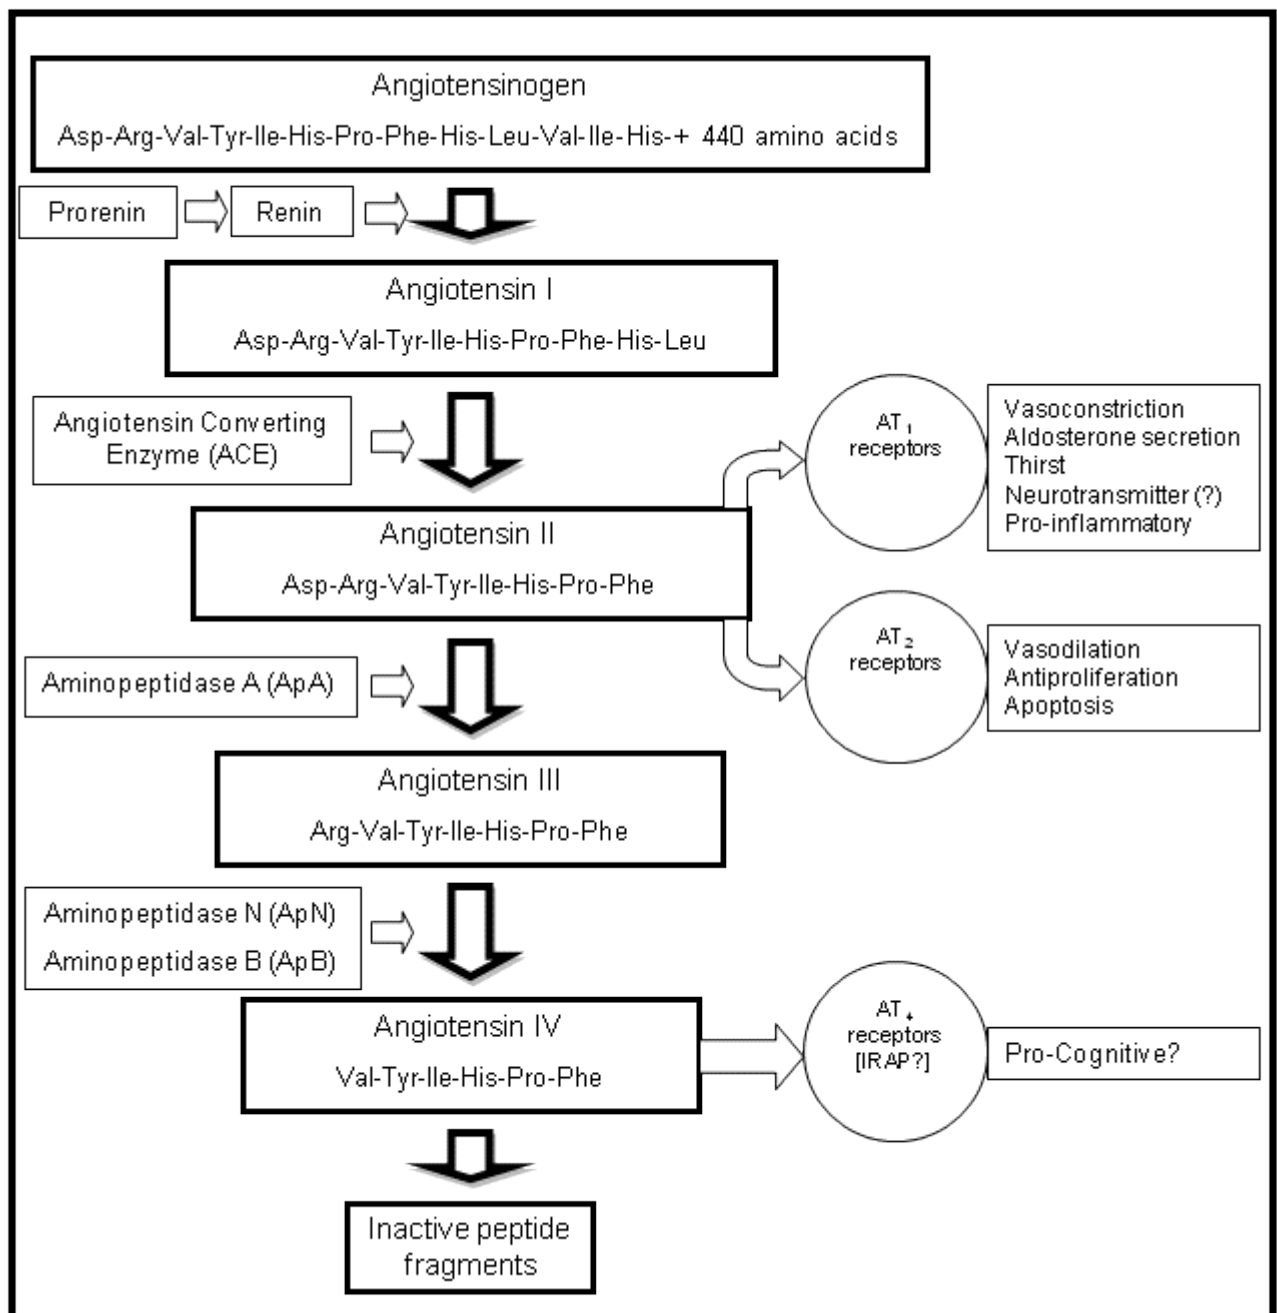 Angiotensinogen
Asp-Arg-Val-Tyr-Ile-His-Pro-Phe-His-Leu-Val-Ile-His-+ 440 amino acids
Prorenin
Renin
Angiotensin I
Asp-Arg-Val-Tyr-Ile-His-Pro-Phe-His-Leu
Angiotensin Converting
Enzyme (ACE)
AT1
receptors
Vasoconstriction
Aldosterone secretion
Thirst
Neurotransmitter (?)
Pro-inflammatory
Angiotensin II
Asp-Arg-Val-Tyr-Ile-His-Pro-Phe
AT2
receptors
Vasodilation
Antiproliferation
Apoptosis
Aminopeptidase A (ApA)
Angiotensin III
Arg-Val-Tyr-Ile-His-Pro-Phe
Aminopeptidase N (ApN)
Aminopeptidase B (ApB)
Angiotensin IV
Val-Tyr-Ile-His-Pro-Phe
AT4
receptors
[IRAP?]
Pro-Cognitive?
Inactive peptide
fragments